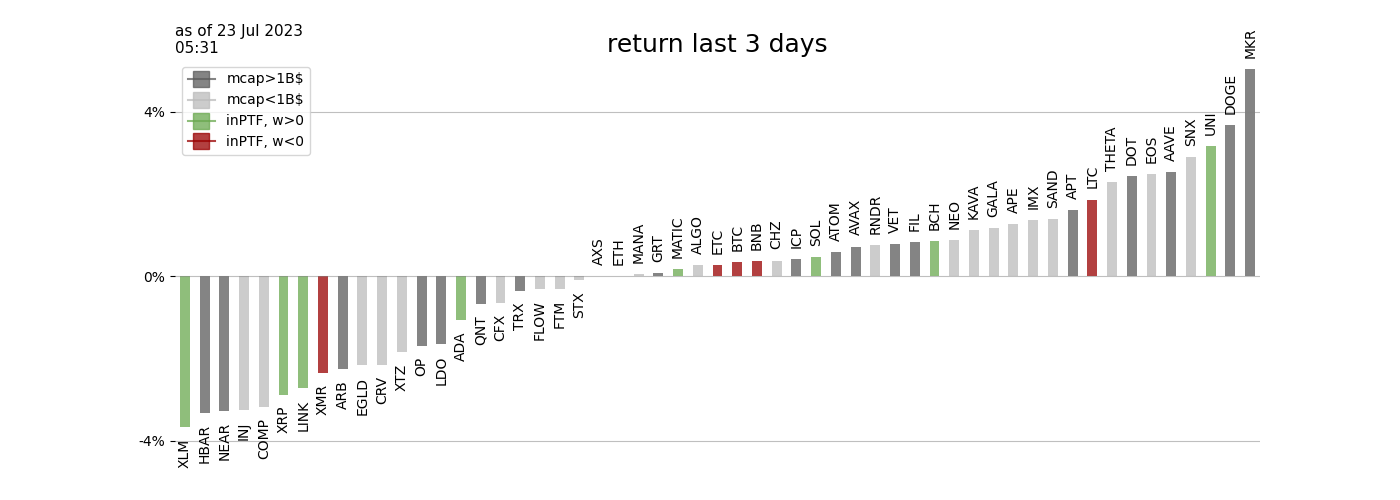 as of 23 Jul 2023
05:31
return last 3 days
mcap>1B$
mcap<1B$
inPTF, w>0
inPTF, w<0
4%
0%
-4%
XLM
HBAR
NEAR
INJ
COMP
XRP
LINK
XMR
ARB
EGLD
CRV
XTZ
OP
LDO
ADA
QNT
CFX
TRX
FLOW
FTM
STX
AXS
ETH
MANA
GRT
MATIC
ALGO
ETC
BTC
BNB
CHZ
ICP
SOL
ATOM
AVAX
RNDR
VET
FIL
BCH
NEO
KAVA
GALA
APE
IMX
SAND
APT
LTC
THETA
DOT
EOS
AAVE
SNX
UNI
DOGE
MKR